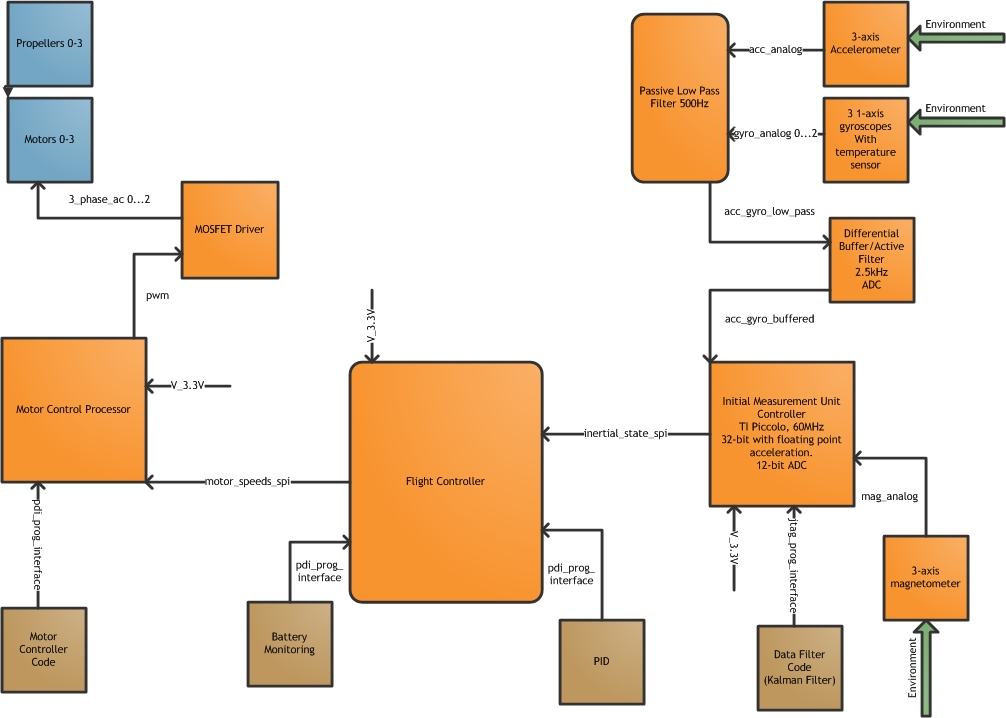 Propellers 0-3
Motors 0-3
3_phase_ac 0...2
MOSFET Driver
pwm
Motor Control Processor
V_3.3V
motor_speeds_spi
pdi_prog_interface
Motor
Controller
Code
V_3.3V
Flight Controller
pdi_prog_
interface
Battery
Monitoring
pdi_prog_
interface
PID
inertial_state_spi
Passive Low Pass
Filter 500Hz
acc_analog
3-axis
Accelerometer
Environment
gyro_analog 0...2
3 1-axis
gyroscopes
With
temperature
sensor
Environment
acc_gyro_low_pass
Differential
Buffer/Active
Filter
2.5kHz
ADC
acc_gyro_buffered
Initial Measurement Unit
Controller
TI Piccolo, 60MHz
32-bit with floating point
acceleration.
12-bit ADC
mag_analog
V_3.3V
jtag_prog_interface
Data Filter
Code
(Kalman Filter)
3-axis
magnetometer
Environment